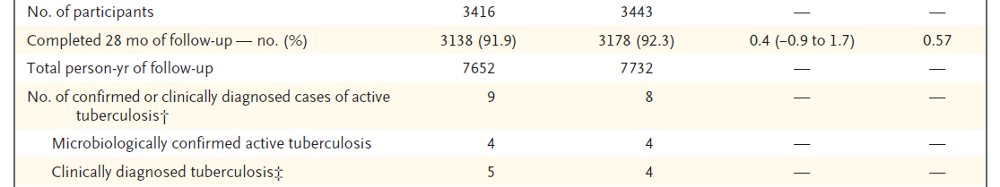 No. of participants 3416 3443 — —
Completed 28 mo of follow-up — no. (%) 3138 (91.9) 3178 (92.3) 0.4 (–0.9 to 1.7) 0.57
Total person-yr of follow-up 7652 7732 — —
No. of confirmed or clinically diagnosed cases of active 9 8 — —
tuberculosis†
Microbiologically confirmed active tuberculosis 4 4 — —
Clinically diagnosed tuberculosis‡ 5 4 — —